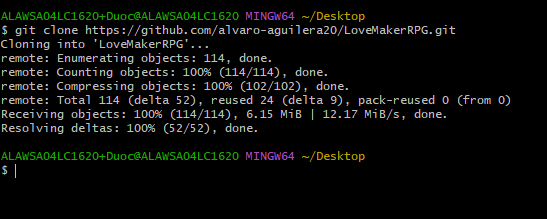 ALAWSA04LC1620+Duoc@ALAWSA04LC1620 MINGW64 ~/Desktop
$ git clone https://github.com/alvaro-aguilera20/LoveMakerRPG.git
Cloning into 'LoveMakerRPG'...
remote: Enumerating objects: 114, done.
remote: Counting objects: 100% (114/114), done.
remote: Compressing objects: 100% (102/102), done.
remote: Total 114 (delta 52), reused 24 (delta 9), pack-reused 0 (from 0)
Receiving objects: 100% (114/114), 6.15 MiB | 12.17 MiB/s, done.
Resolving deltas: 100% (52/52), done.
ALAWSA04LC1620+Duoc@ALAWSA04LC1620 MINGW64 ~/Desktop
$